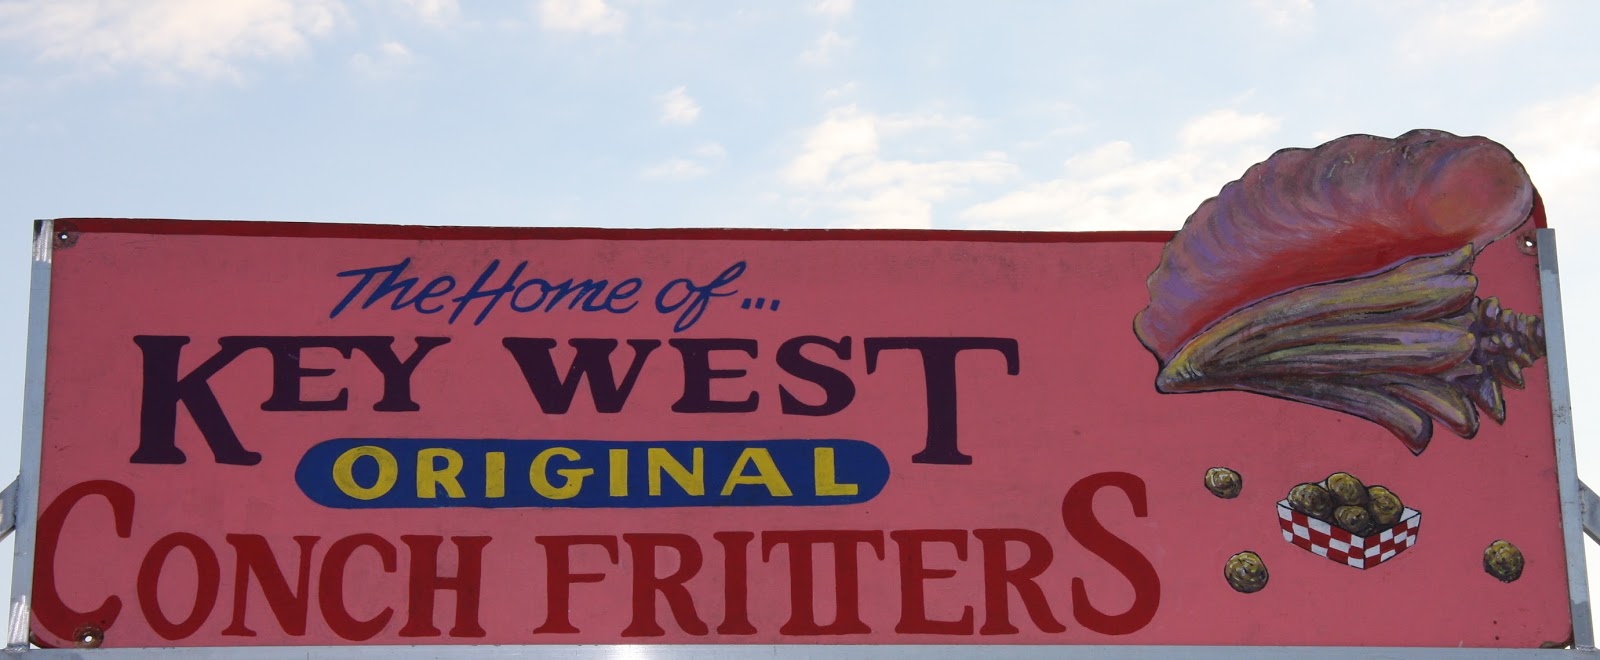 The Home of...
KEY WEST
ORIGINAL
CONCH FRITTERS